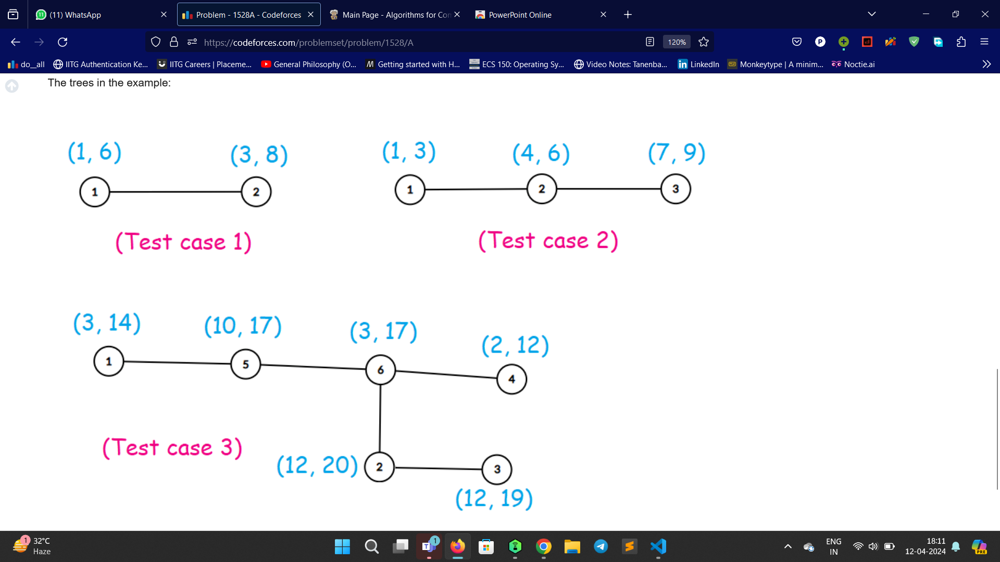 (11) WhatsApp
Problem - 1528A - Codeforces
Main Page - Algorithms for Con
PowerPoint Online
https://codeforces.com/problemset/problem/1528/A
120%
do__all
IITG Authentication Ke...
IITG Careers | Placeme...
General Philosophy (O...
Getting started with H...
ECS 150: Operating Sy...
Video Notes: Tanenba...
LinkedIn
Monkeytype | A minim...
Noctie.ai
The trees in the example:
(1, 6)
(3, 8)
(1, 3)
(4, 6)
(7, 9)
1
2
1
2
3
(Test case 1)
(Test case 2)
(3, 14)
(10, 17)
(3, 17)
(2, 12)
1
5
6
4
(Test case 3)
(12, 20)
2
3
(12, 19)
1
32°C
Haze
1
PRE
ENG
IN
18:11
12-04-2024